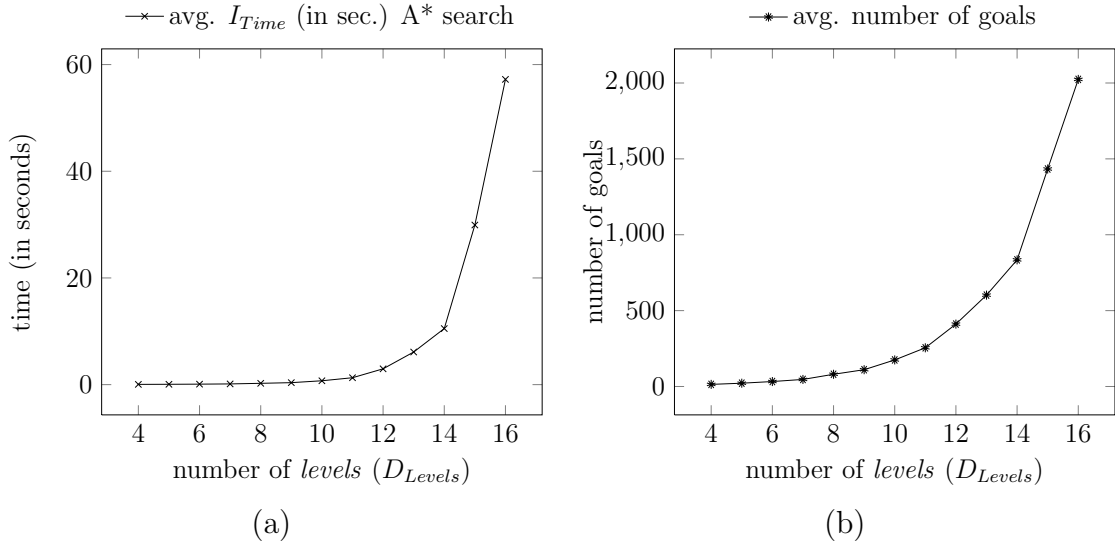 avg. I_Time (in sec.) A* search
60
40
20
0
time (in seconds)
4 6 8 10 12 14 16
number of levels (D_Levels)
(a)
avg. number of goals
2,000
1,500
1,000
500
0
number of goals
4 6 8 10 12 14 16
number of levels (D_Levels)
(b)